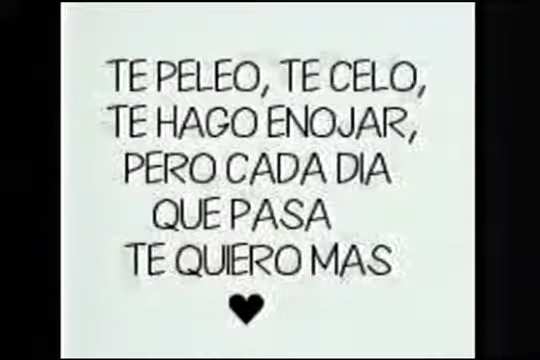 TE PELEO, TE CELO,
TE HAGO ENOJAR,
PERO CADA DIA
QUE PASA
TE QUIERO MAS